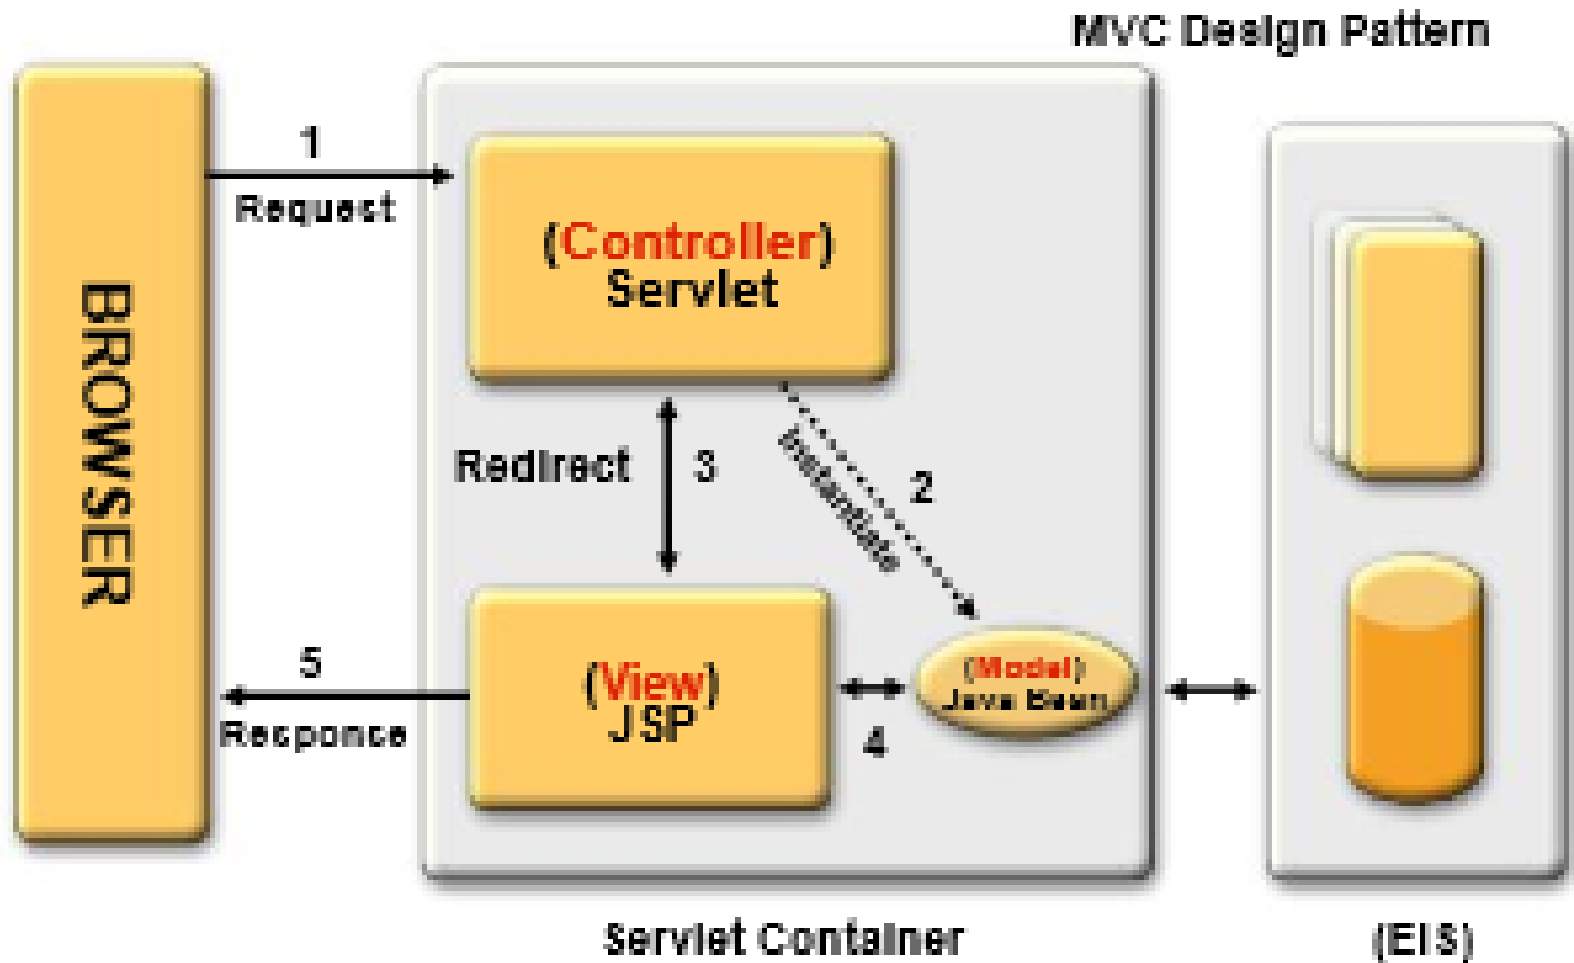 MVC Design Pattern
BROWSER
1
Request
(Controller)
Servlet
Redirect
3
Instantiate
2
5
Response
(View)
JSP
4
(Model)
Java Bean
Servlet Container
(EIS)